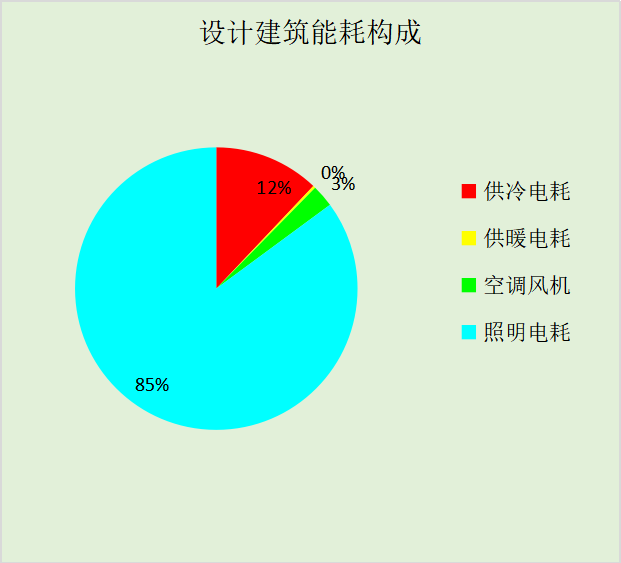 设计建筑能耗构成
0%
3%
12%
85%
供冷电耗
供暖电耗
空调风机
照明电耗